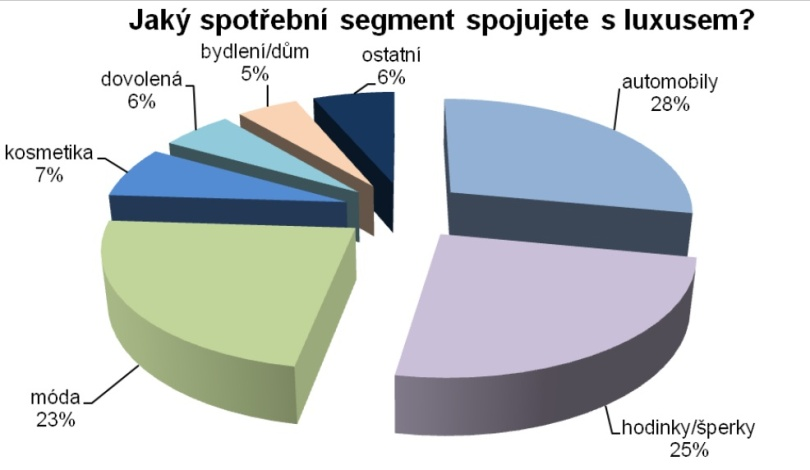 Jaký spotřební segment spojujete s luxusem?
automobily
28%
hodinky/šperky
25%
móda
23%
kosmetika
7%
dovolená
6%
bydlení/dům
5%
ostatní
6%